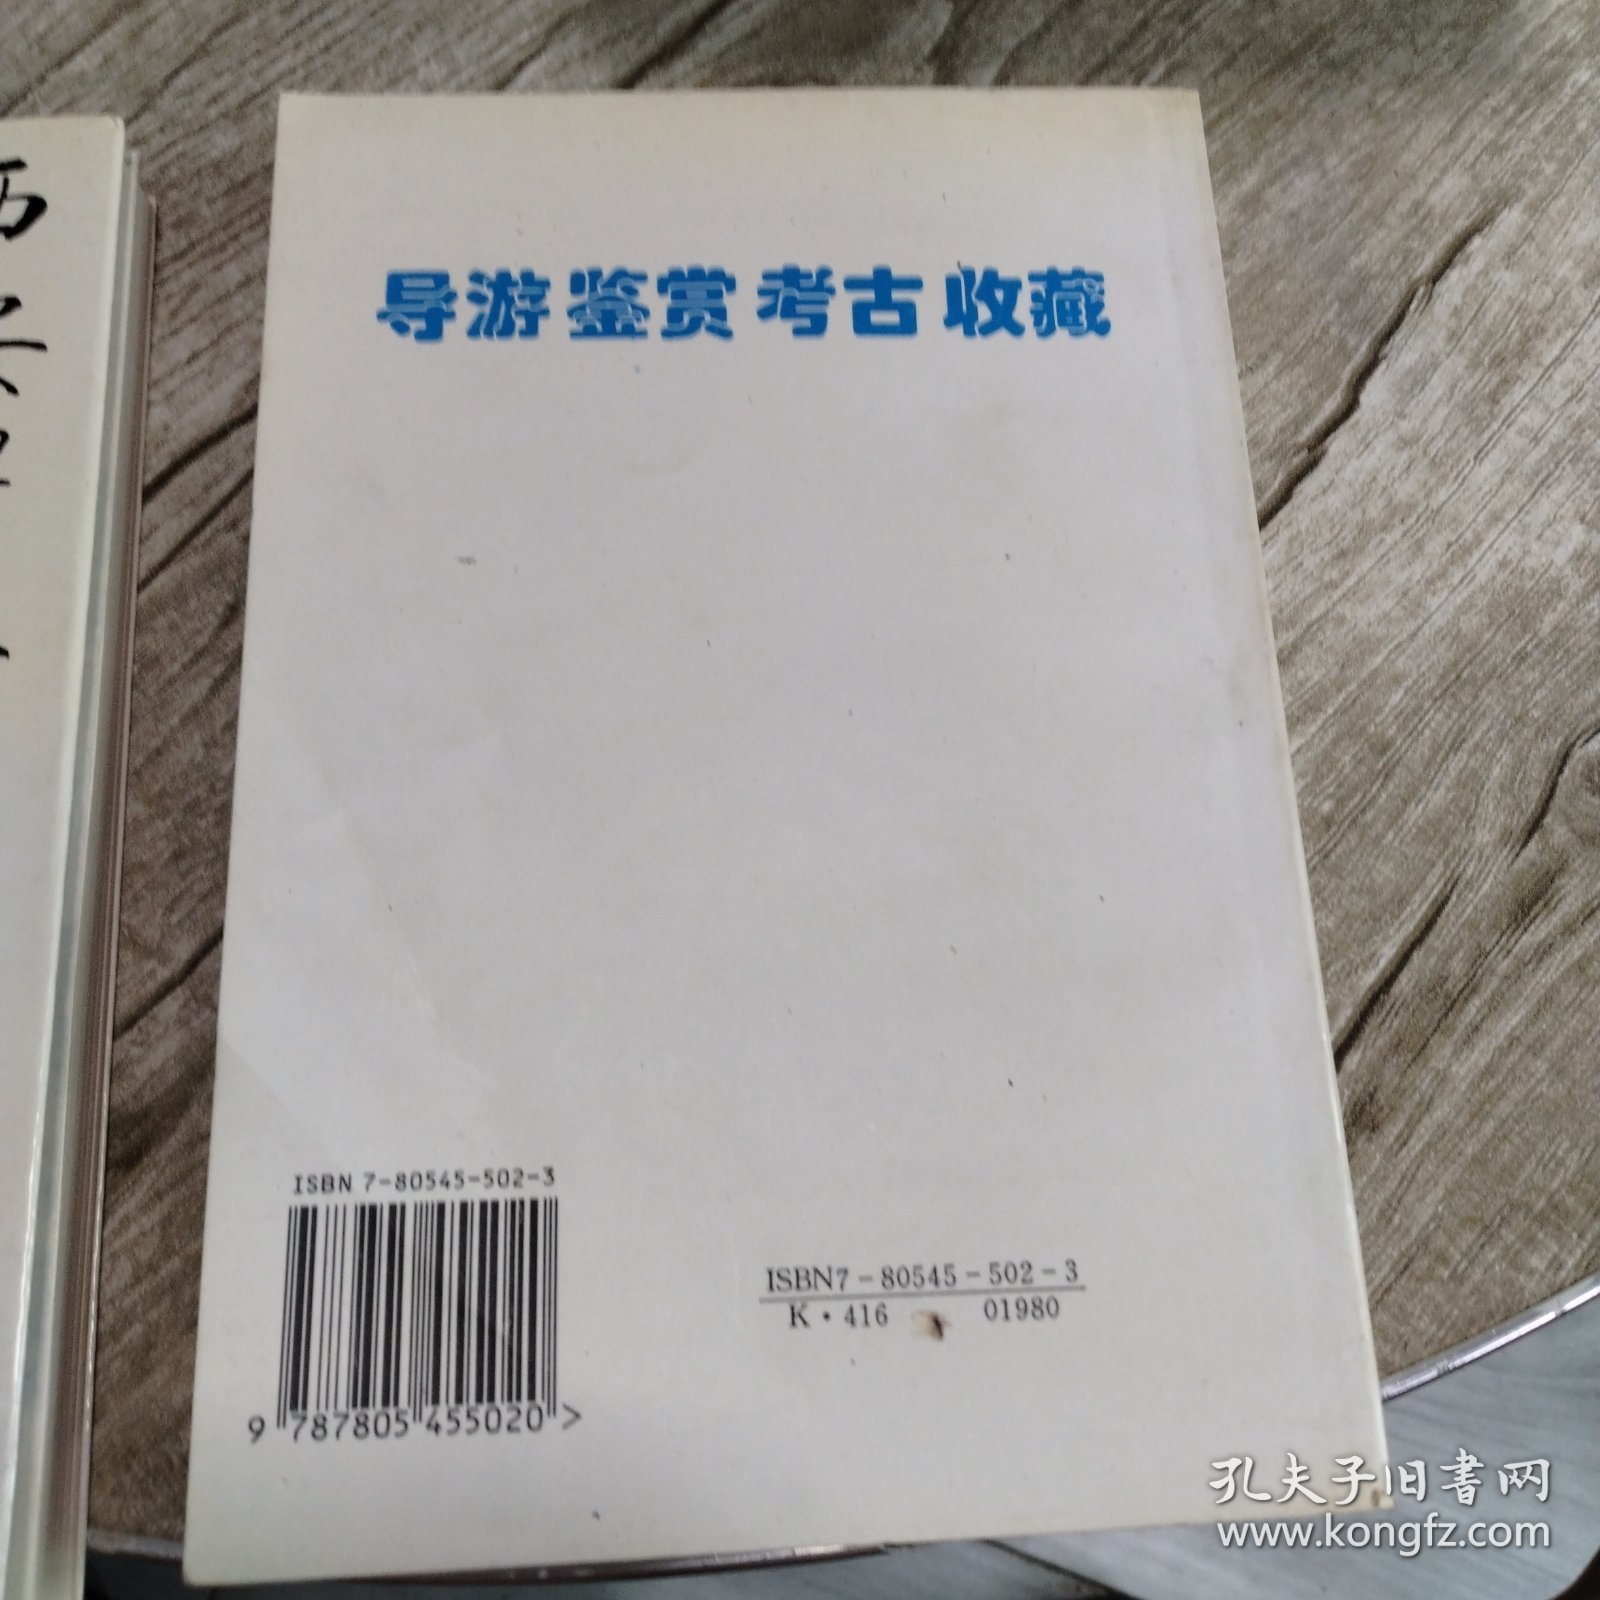 导游 鉴赏 考古 收藏
ISBN 7-80545-502-3
9 787805 455020 >
ISBN7-80545-502-3
K·416 01980
孔夫子旧书网
www.kongfz.com